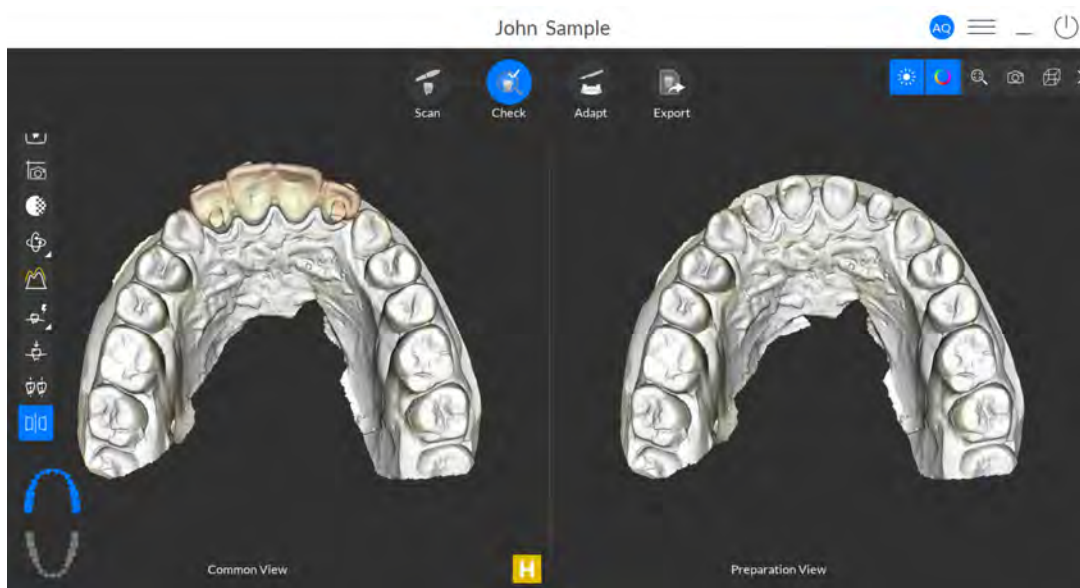 John Sample
AQ
Scan
Check
Adapt
Export
Common View
H
Preparation View